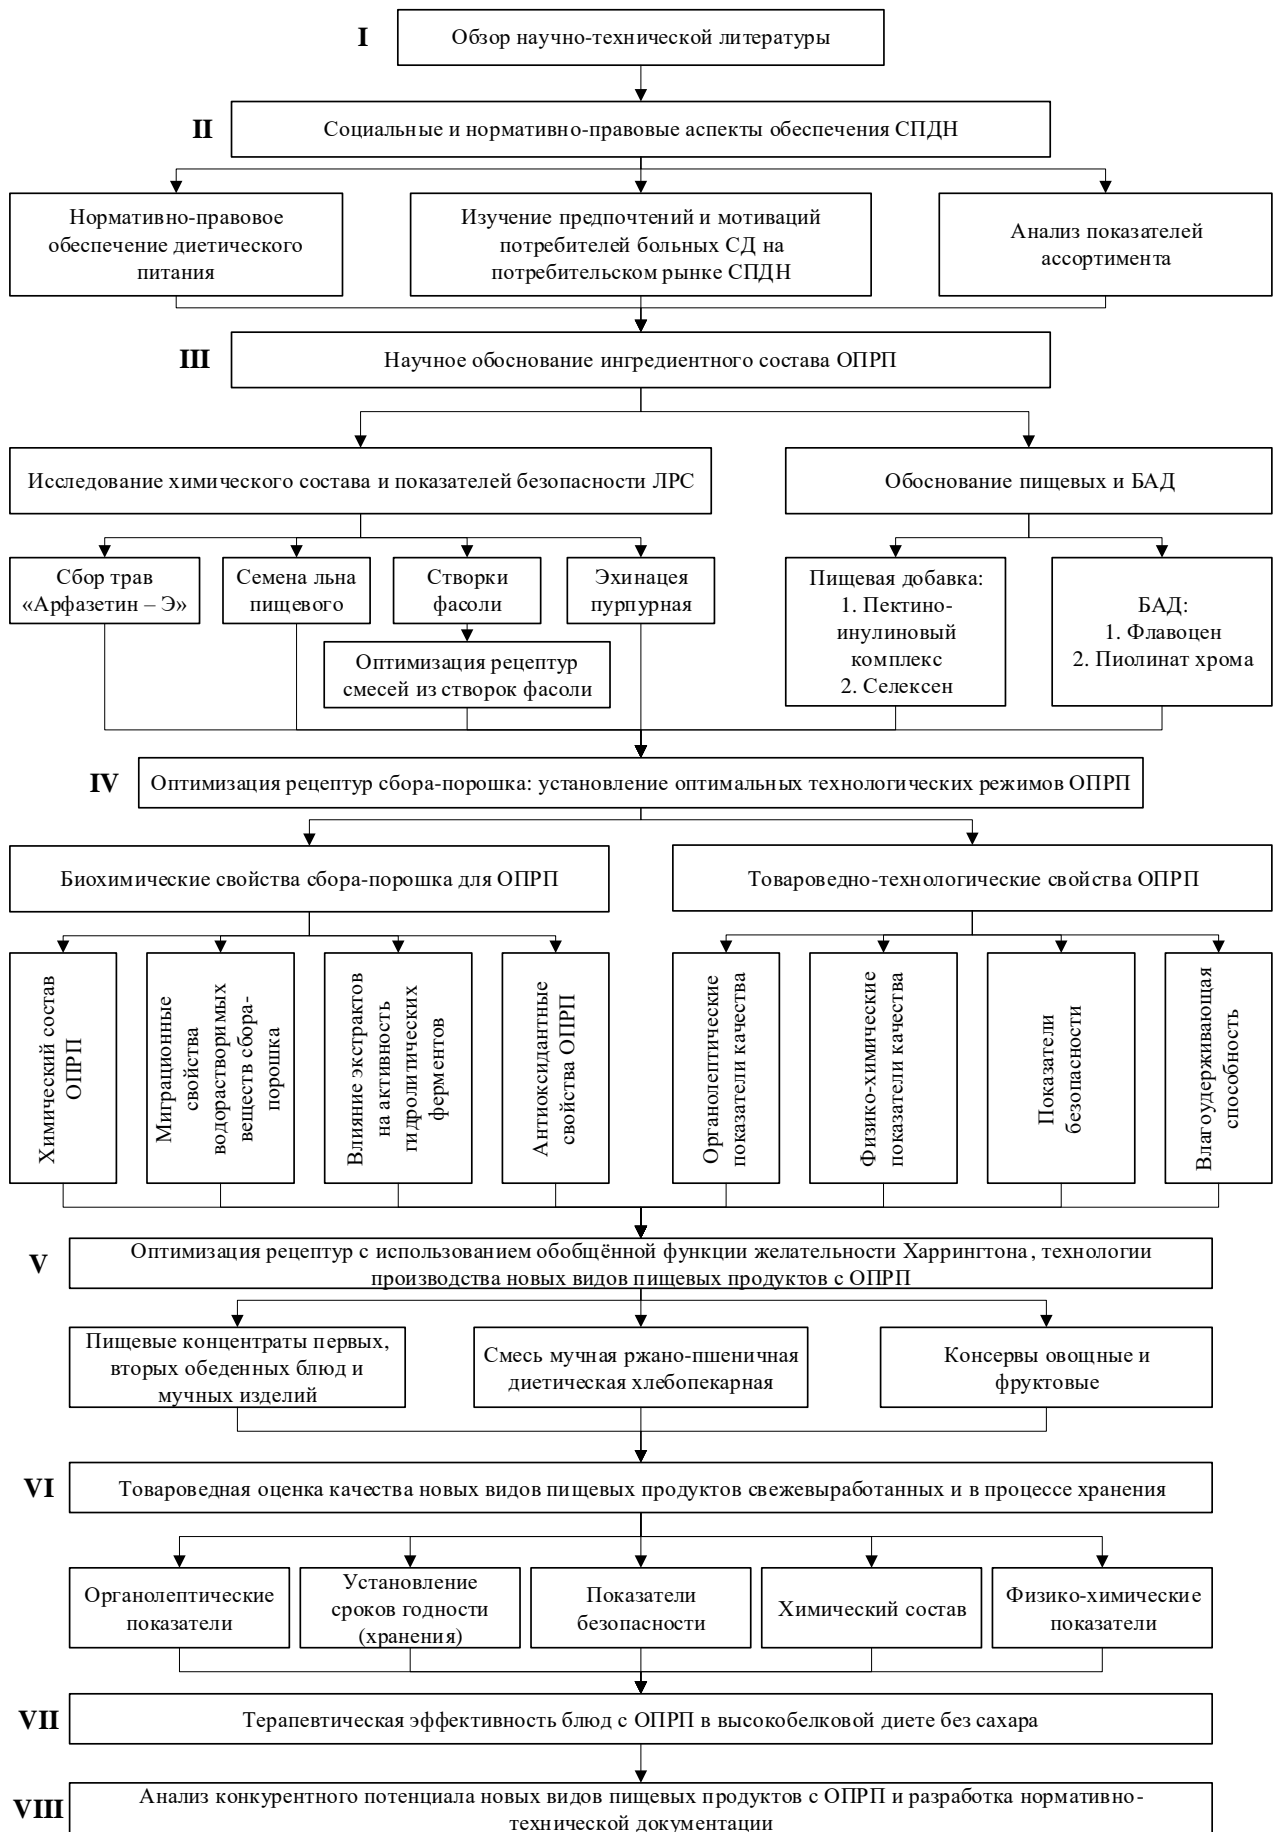 I
Обзор научно-технической литературы
II
Социальные и нормативно-правовые аспекты обеспечения СПДН
Нормативно-правовое
обеспечение диетического
питания
Изучение предпочтений и мотиваций
потребителей больных СД на
потребительском рынке СПДН
Анализ показателей
ассортимента
III
Научное обоснование ингредиентного состава ОПРП
Исследование химического состава и показателей безопасности ЛРС
Обоснование пищевых и БАД
Сбор трав
«Арфазетин – Э»
Семена льна
пищевого
Створки
фасоли
Эхинацея
пурпурная
Оптимизация рецептур
смесей из створок фасоли
Пищевая добавка:
1. Пектино-
инулиновый
комплекс
2. Селексен
БАД:
1. Флавоцен
2. Пиолинат хрома
IV
Оптимизация рецептур сбора-порошка: установление оптимальных технологических режимов ОПРП
Биохимические свойства сбора-порошка для ОПРП
Товароведно-технологические свойства ОПРП
Химический состав
ОПРП
Миграционные
свойства
водорастворимых
веществ сбора-
порошка
Влияние экстрактов
на активность
гидролитических
ферментов
Антиоксидантные
свойства ОПРП
Органолептические
показатели качества
Физико-химические
показатели качества
Показатели
безопасности
Влагоудерживающая
способность
V
Оптимизация рецептур с использованием обобщённой функции желательности Харрингтона, технологии
производства новых видов пищевых продуктов с ОПРП
Пищевые концентраты первых,
вторых обеденных блюд и
мучных изделий
Смесь мучная ржано-пшеничная
диетическая хлебопекарная
Консервы овощные и
фруктовые
VI
Товароведная оценка качества новых видов пищевых продуктов свежевыработанных и в процессе хранения
Органолептические
показатели
Установление
сроков годности
(хранения)
Показатели
безопасности
Химический состав
Физико-химические
показатели
VII
Терапевтическая эффективность блюд с ОПРП в высокобелковой диете без сахара
VIII
Анализ конкурентного потенциала новых видов пищевых продуктов с ОПРП и разработка нормативно-
технической документации